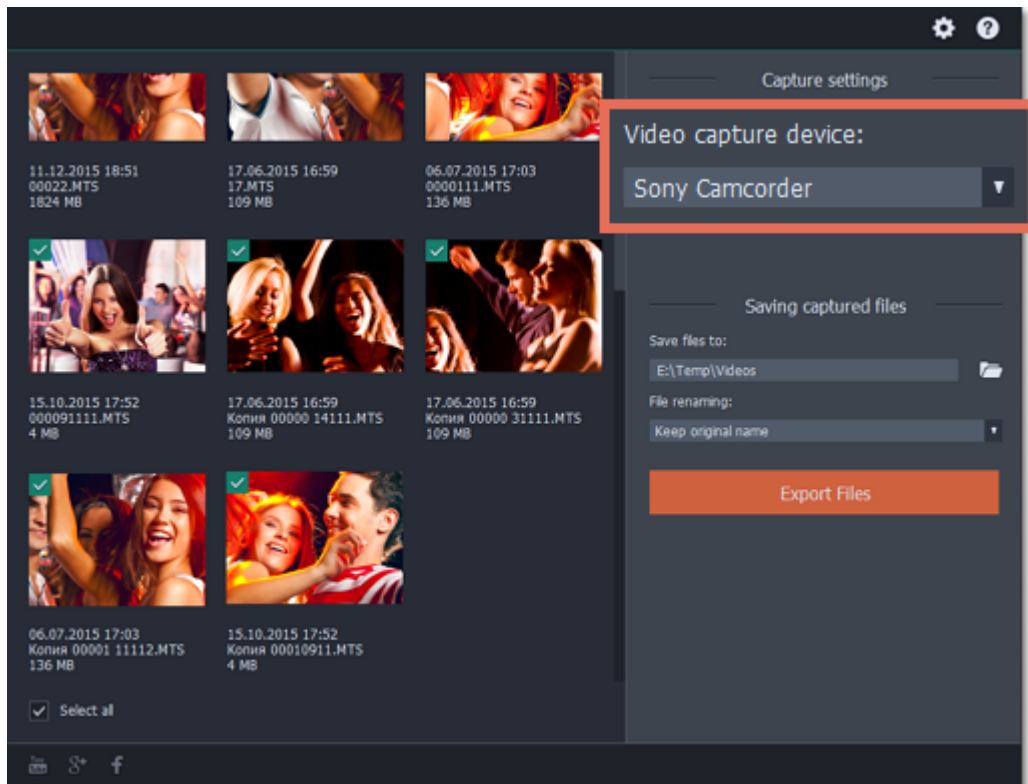 Capture settings
Video capture device:
Sony Camcorder
11.12.2015 18:51
00022.MTS
1824 MB
17.06.2015 16:59
17.MTS
109 MB
06.07.2015 17:03
0000111.MTS
136 MB
15.10.2015 17:52
000091111.MTS
4 MB
17.06.2015 16:59
Копия 00000 14111.MTS
109 MB
17.06.2015 16:59
Копия 00000 31111.MTS
109 MB
06.07.2015 17:03
Копия 00001 11112.MTS
136 MB
15.10.2015 17:52
Копия 00010911.MTS
4 MB
Select all
Saving captured files
Save files to:
E:\Temp\Videos
File renaming:
Keep original name
Export Files